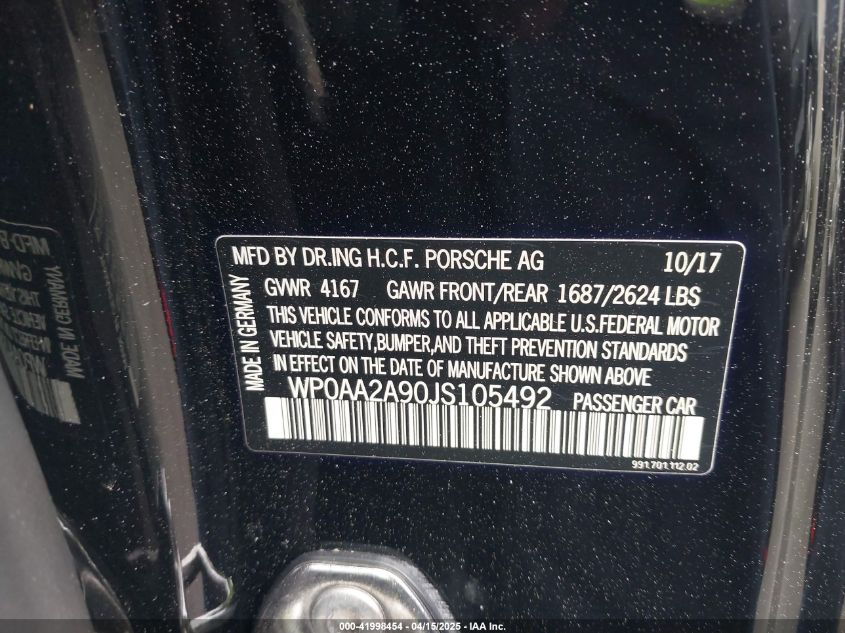 MFD BY DR.ING H.C.F. PORSCHE AG 10/17
GVWR 4167 GAWR FRONT/REAR 1687/2624 LBS
THIS VEHICLE CONFORMS TO ALL APPLICABLE U.S.FEDERAL MOTOR
VEHICLE SAFETY,BUMPER,AND THEFT PREVENTION STANDARDS
IN EFFECT ON THE DATE OF MANUFACTURE SHOWN ABOVE
WP0AA2A90JS105492 PASSENGER CAR
MADE IN GERMANY
991.701.112.02
000-41998454 - 04/15/2025 - IAA Inc.